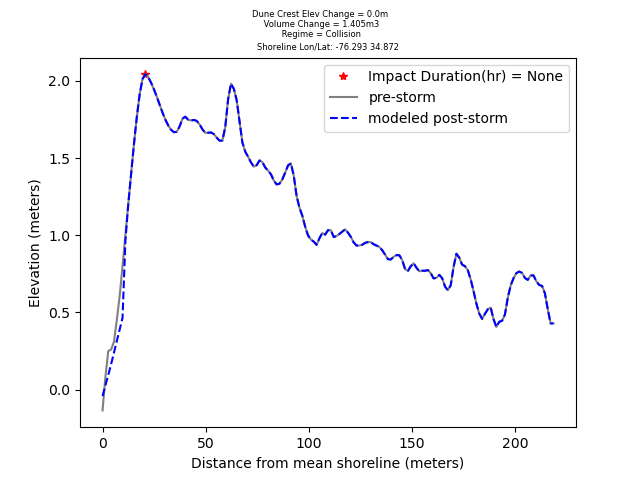 Dune Crest Elev Change = 0.0m
Volume Change = 1.405m3
Regime = Collision
Shoreline Lon/Lat: -76.293 34.872
Impact Duration(hr) = None
pre-storm
modeled post-storm
2.0
1.5
1.0
0.5
0.0
Elevation (meters)
0 50 100 150 200
Distance from mean shoreline (meters)